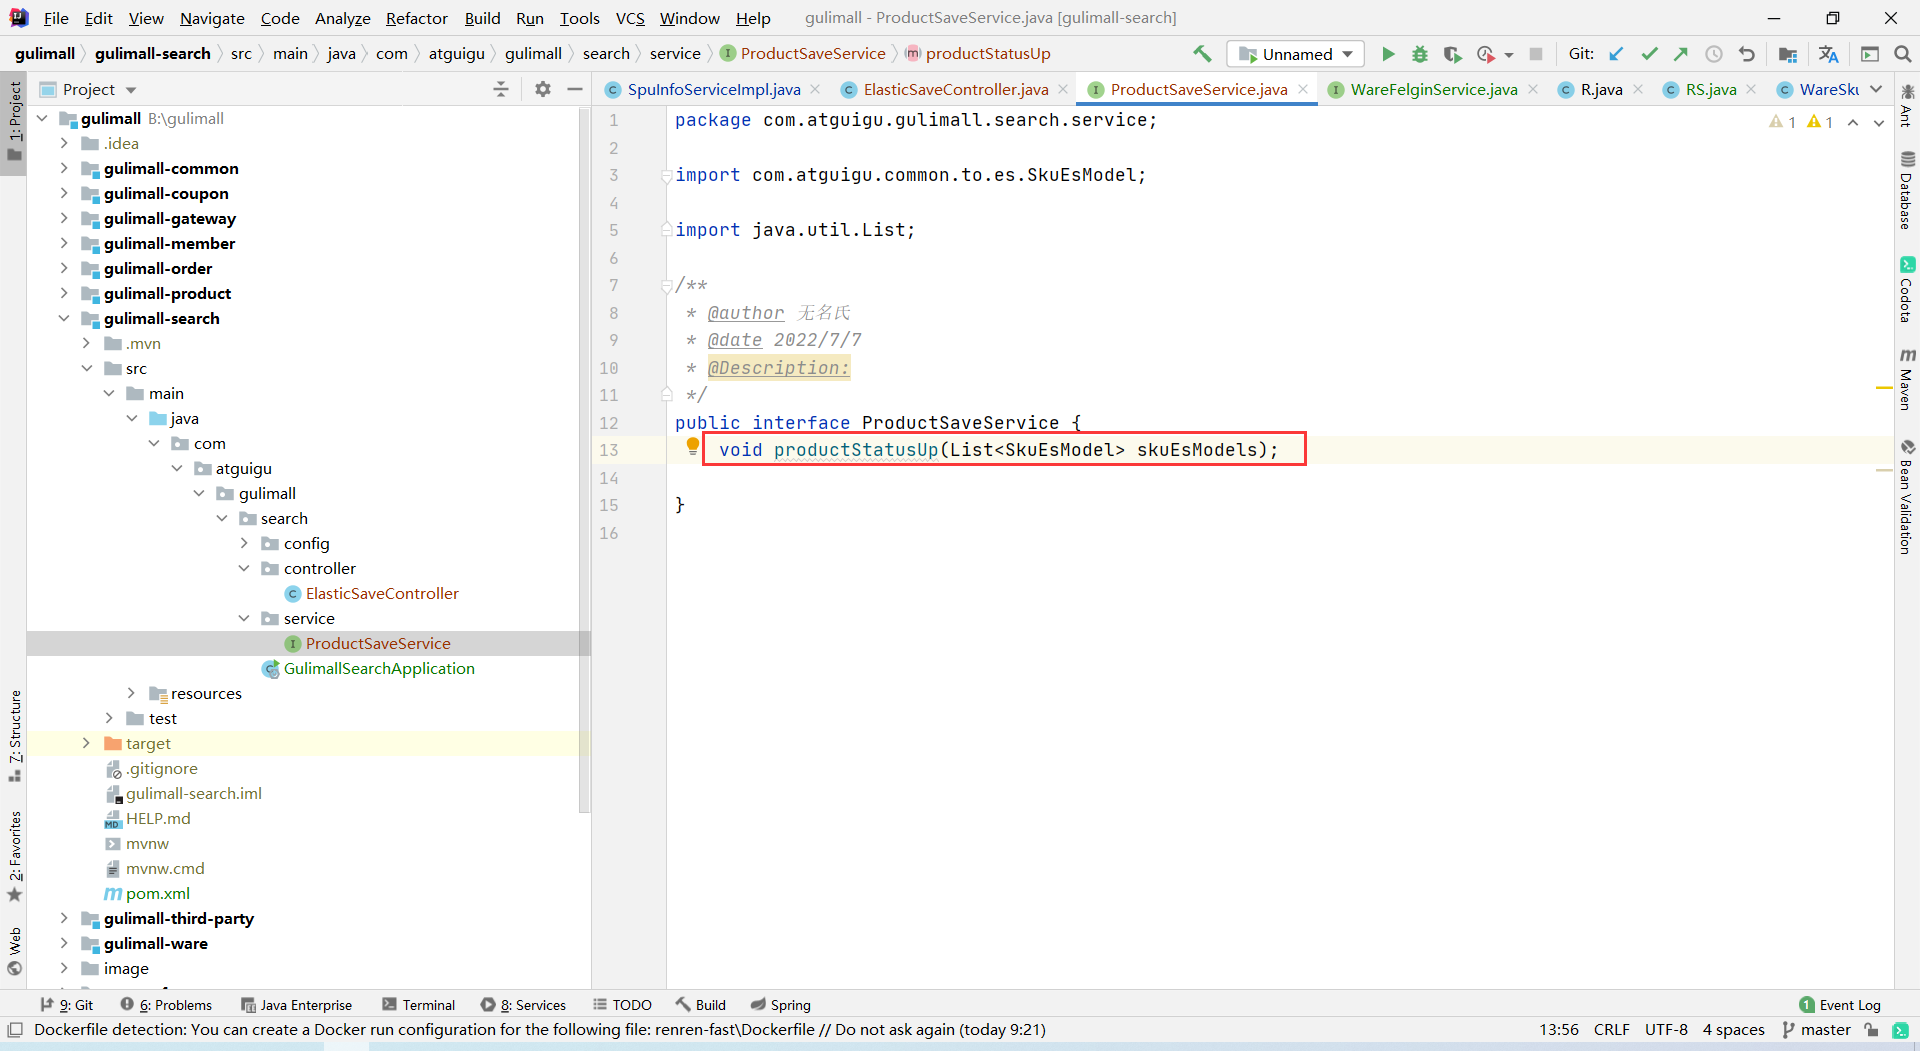 File Edit View Navigate Code Analyze Refactor Build Run Tools VCS Window Help gulimall - ProductSaveService.java [gulimall-search]
gulimall gulimall-search src main java com atguigu gulimall search service ProductSaveService productStatusUp Unnamed Git:
Project
SpuInfoServiceImpl.java ElasticSaveController.java ProductSaveService.java WareFelginService.java R.java RS.java WareSku
1: Project
7: Structure
2: Favorites
Web
gulimall B:\gulimall
.idea
gulimall-common
gulimall-coupon
gulimall-gateway
gulimall-member
gulimall-order
gulimall-product
gulimall-search
.mvn
src
main
java
com
atguigu
gulimall
search
config
controller
ElasticSaveController
service
ProductSaveService
GulimallSearchApplication
resources
test
target
.gitignore
gulimall-search.iml
HELP.md
mvnw
mvnw.cmd
pom.xml
gulimall-third-party
gulimall-ware
image
1 package com.atguigu.gulimall.search.service;
2
3 import com.atguigu.common.to.es.SkuEsModel;
4
5 import java.util.List;
6
7 /**
8 * @author 无名氏
9 * @date 2022/7/7
10 * @Description:
11 */
12 public interface ProductSaveService {
13 void productStatusUp(List<SkuEsModel> skuEsModels);
14
15 }
16
1 1
Ant
Database
Codota
Maven
Bean Validation
9: Git 6: Problems Java Enterprise Terminal 8: Services TODO Build Spring 1 Event Log
Dockerfile detection: You can create a Docker run configuration for the following file: renren-fast\Dockerfile // Do not ask again (today 9:21) 13:56 CRLF UTF-8 4 spaces master